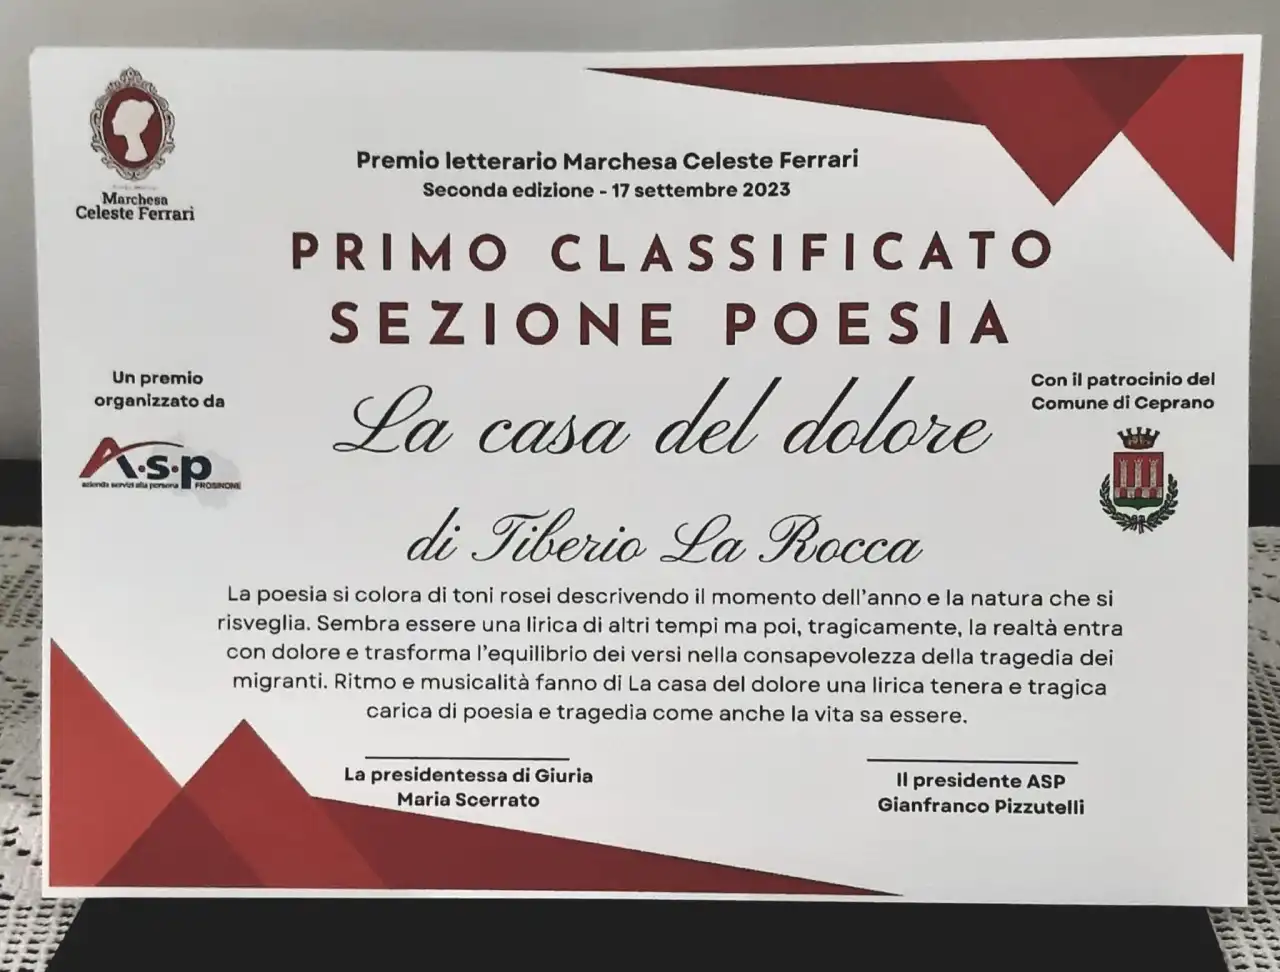 Marchesa
Celeste Ferrari
Premio letterario Marchesa Celeste Ferrari
Seconda edizione - 17 settembre 2023
PRIMO CLASSIFICATO
SEZIONE POESIA
Un premio
organizzato da
A.s.p
azienda servizi alla persona FROSINONE
Con il patrocinio del
Comune di Ceprano
La casa del dolore
di Tiberio La Rocca
La poesia si colora di toni rosei descrivendo il momento dell'anno e la natura che si
risveglia. Sembra essere una lirica di altri tempi ma poi, tragicamente, la realtà entra
con dolore e trasforma l'equilibrio dei versi nella consapevolezza della tragedia dei
migranti. Ritmo e musicalità fanno di La casa del dolore una lirica tenera e tragica
carica di poesia e tragedia come anche la vita sa essere.
La presidentessa di Giuria
Maria Scerrato
Il presidente ASP
Gianfranco Pizzutelli